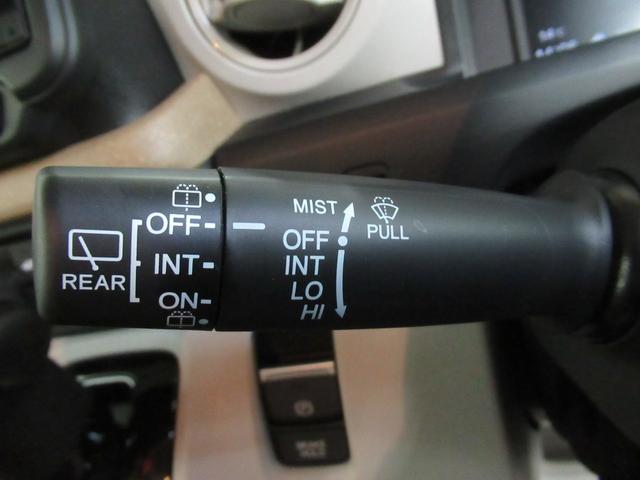 REAR
OFF
INT
ON
MIST
OFF
INT
LO
HI
PULL